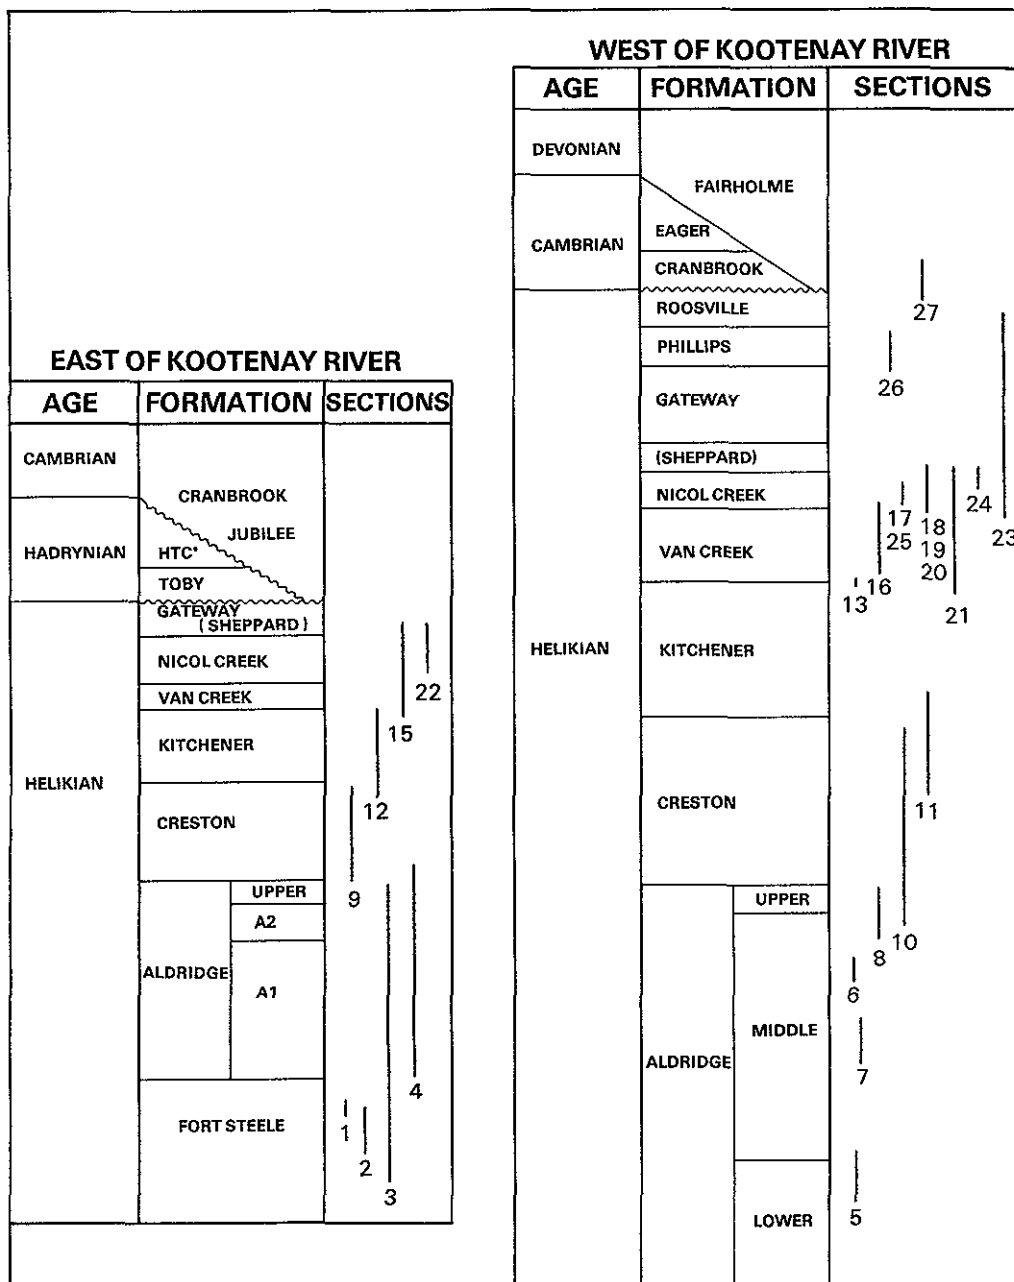 WEST OF KOOTENAY RIVER
AGE FORMATION SECTIONS
DEVONIAN
FAIRHOLME
EAGER
CAMBRIAN
CRANBROOK
ROOSVILLE
27
PHILLIPS
26
GATEWAY
(SHEPPARD)
NICOL CREEK
24
17 18 23
VAN CREEK 25 19
20
16
13 21
HELIKIAN KITCHENER
CRESTON 11
UPPER
10
8
6
MIDDLE
ALDRIDGE
7
LOWER 5
EAST OF KOOTENAY RIVER
AGE FORMATION SECTIONS
CAMBRIAN
CRANBROOK
JUBILEE
HADRYNIAN HTC*
TOBY
GATEWAY
(SHEPPARD)
NICOL CREEK
22
VAN CREEK
15
KITCHENER
HELIKIAN
12
CRESTON
UPPER 9
A2
ALDRIDGE
A1
4
FORT STEELE 1
2
3